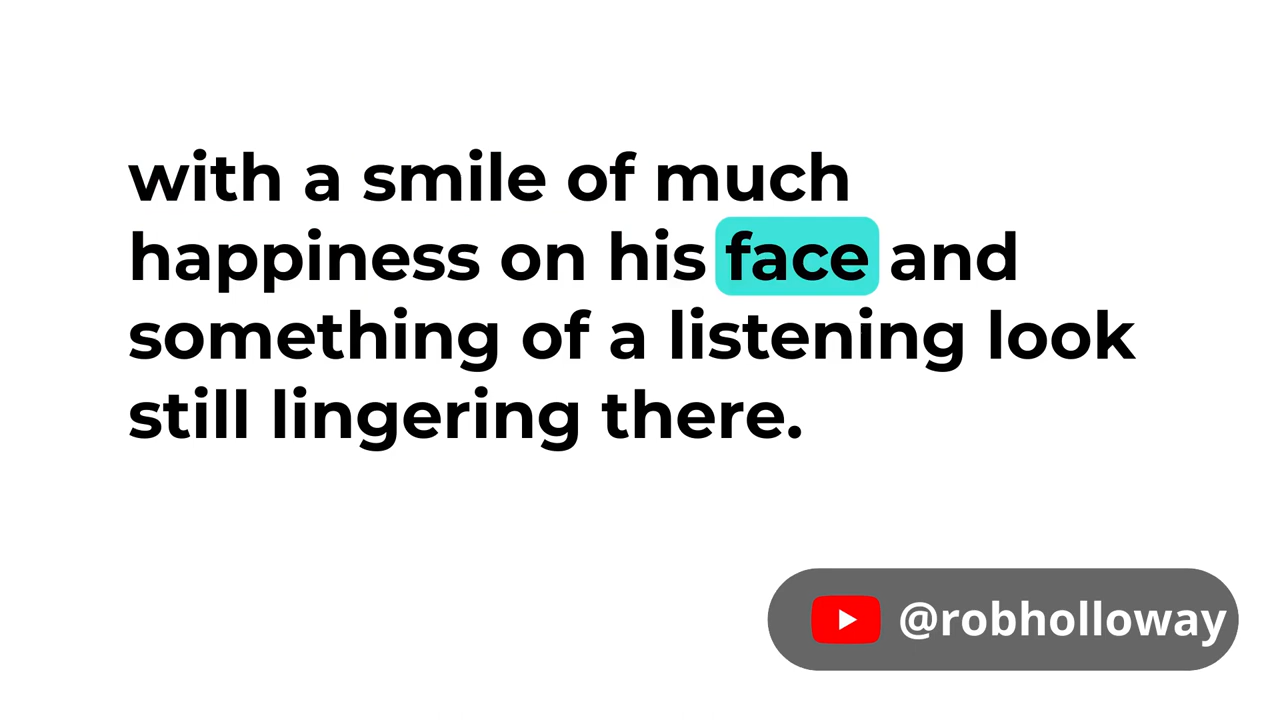 with a smile of much
happiness on his face and
something of a listening look
still lingering there.
@robholloway